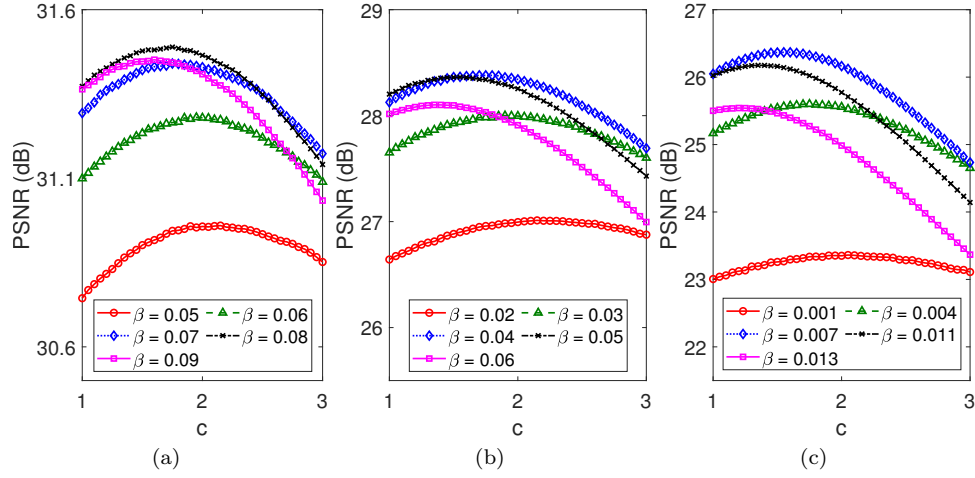 31.6
31.1
30.6
PSNR (dB)
1 2 3
c
β = 0.05 β = 0.06
β = 0.07 β = 0.08
β = 0.09
(a)
29
28
27
26
PSNR (dB)
1 2 3
c
β = 0.02 β = 0.03
β = 0.04 β = 0.05
β = 0.06
(b)
27
26
25
24
23
22
PSNR (dB)
1 2 3
c
β = 0.001 β = 0.004
β = 0.007 β = 0.011
β = 0.013
(c)